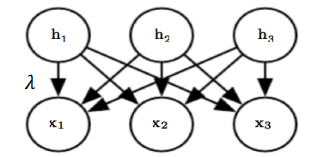 h₁ h₂ h₃
λ
x₁ x₂ x₃